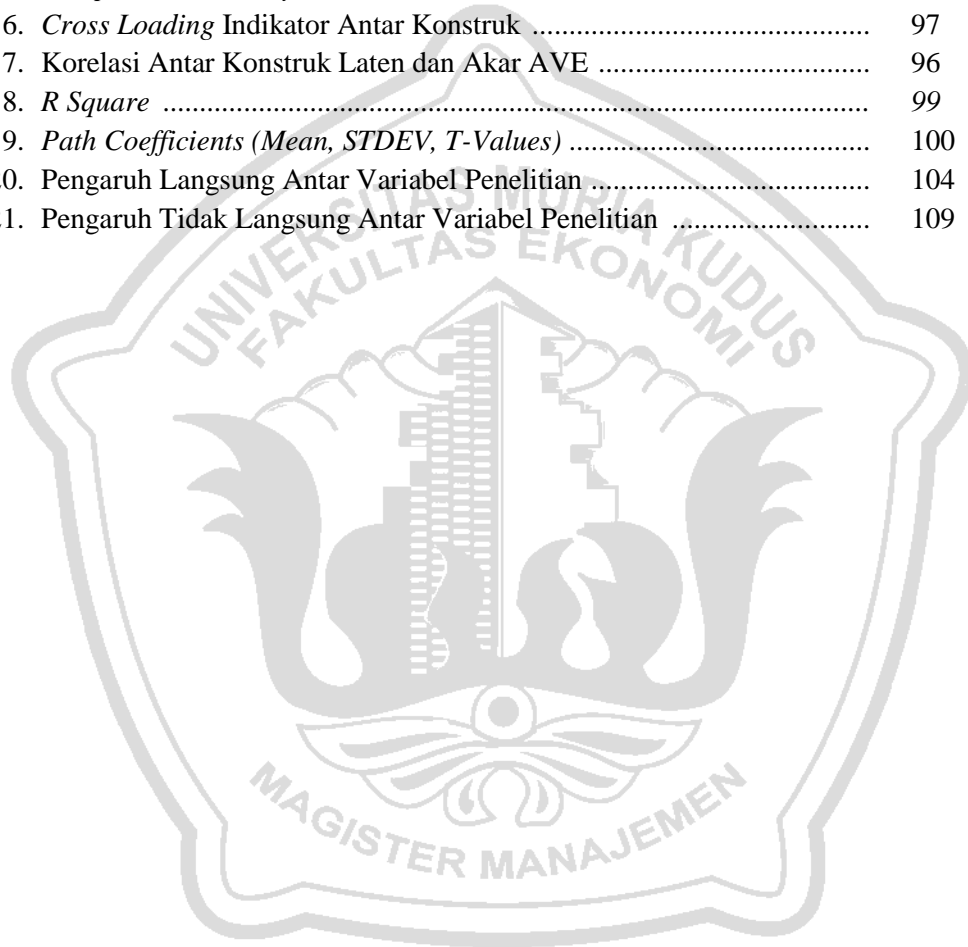 6. Cross Loading Indikator Antar Konstruk ............................................. 97
7. Korelasi Antar Konstruk Laten dan Akar AVE .................................... 96
8. R Square .............................................................................................. 99
9. Path Coefficients (Mean, STDEV, T-Values) ........................................ 100
0. Pengaruh Langsung Antar Variabel Penelitian ..................................... 104
1. Pengaruh Tidak Langsung Antar Variabel Penelitian .......................... 109
UNIVERSITAS MURIA KUDUS
FAKULTAS EKONOMI
MAGISTER MANAJEMEN